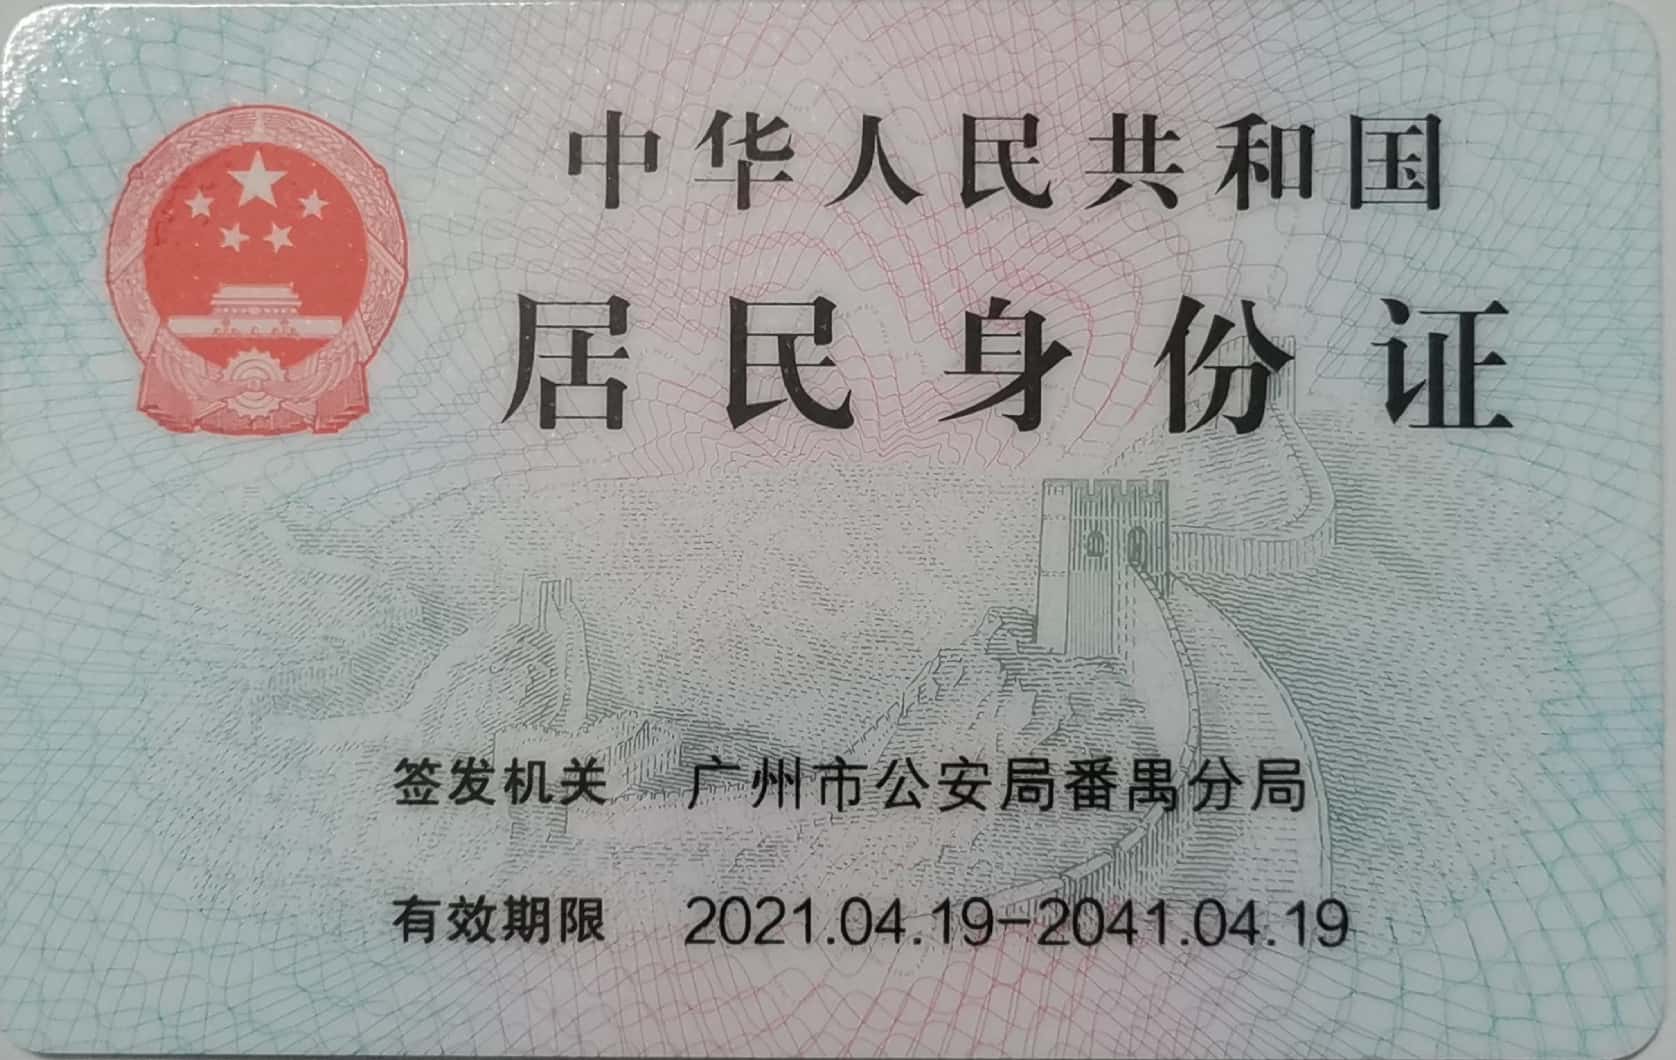 中华人民共和国
居民身份证
签发机关 广州市公安局番禺分局
有效期限 2021.04.19-2041.04.19